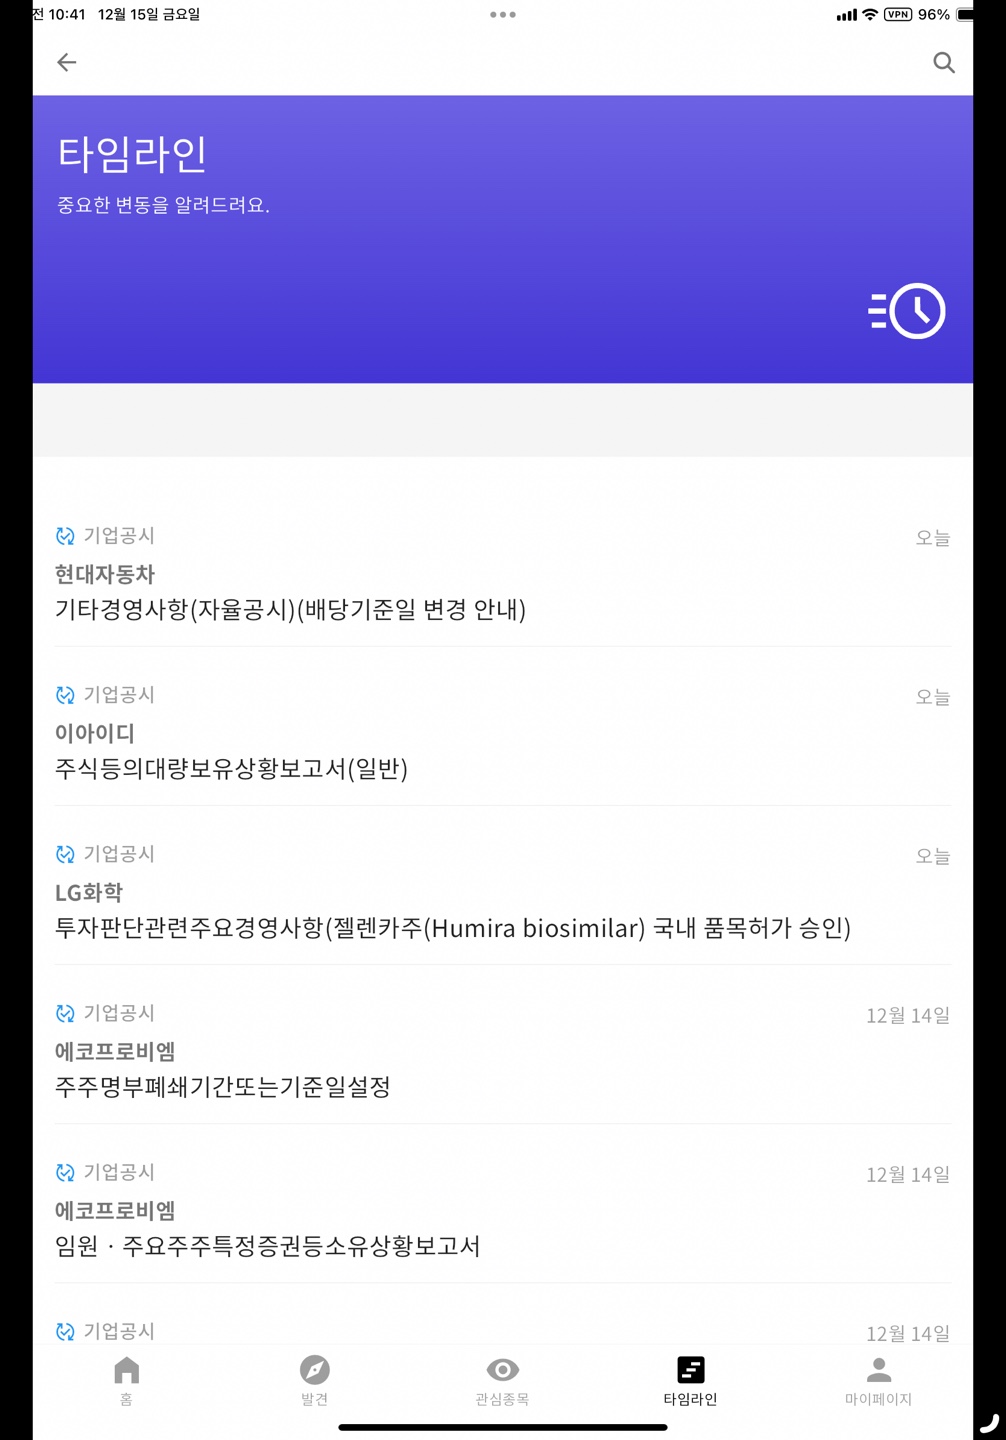 전 10:41 12월 15일 금요일
VPN 96%
타임라인
중요한 변동을 알려드려요.
기업공시 오늘
현대자동차
기타경영사항(자율공시)(배당기준일 변경 안내)
기업공시 오늘
이아이디
주식등의대량보유상황보고서(일반)
기업공시 오늘
LG화학
투자판단관련주요경영사항(젤렌카주(Humira biosimilar) 국내 품목허가 승인)
기업공시 12월 14일
에코프로비엠
주주명부폐쇄기간또는기준일설정
기업공시 12월 14일
에코프로비엠
임원ㆍ주요주주특정증권등소유상황보고서
기업공시 12월 14일
홈 발견 관심종목 타임라인 마이페이지